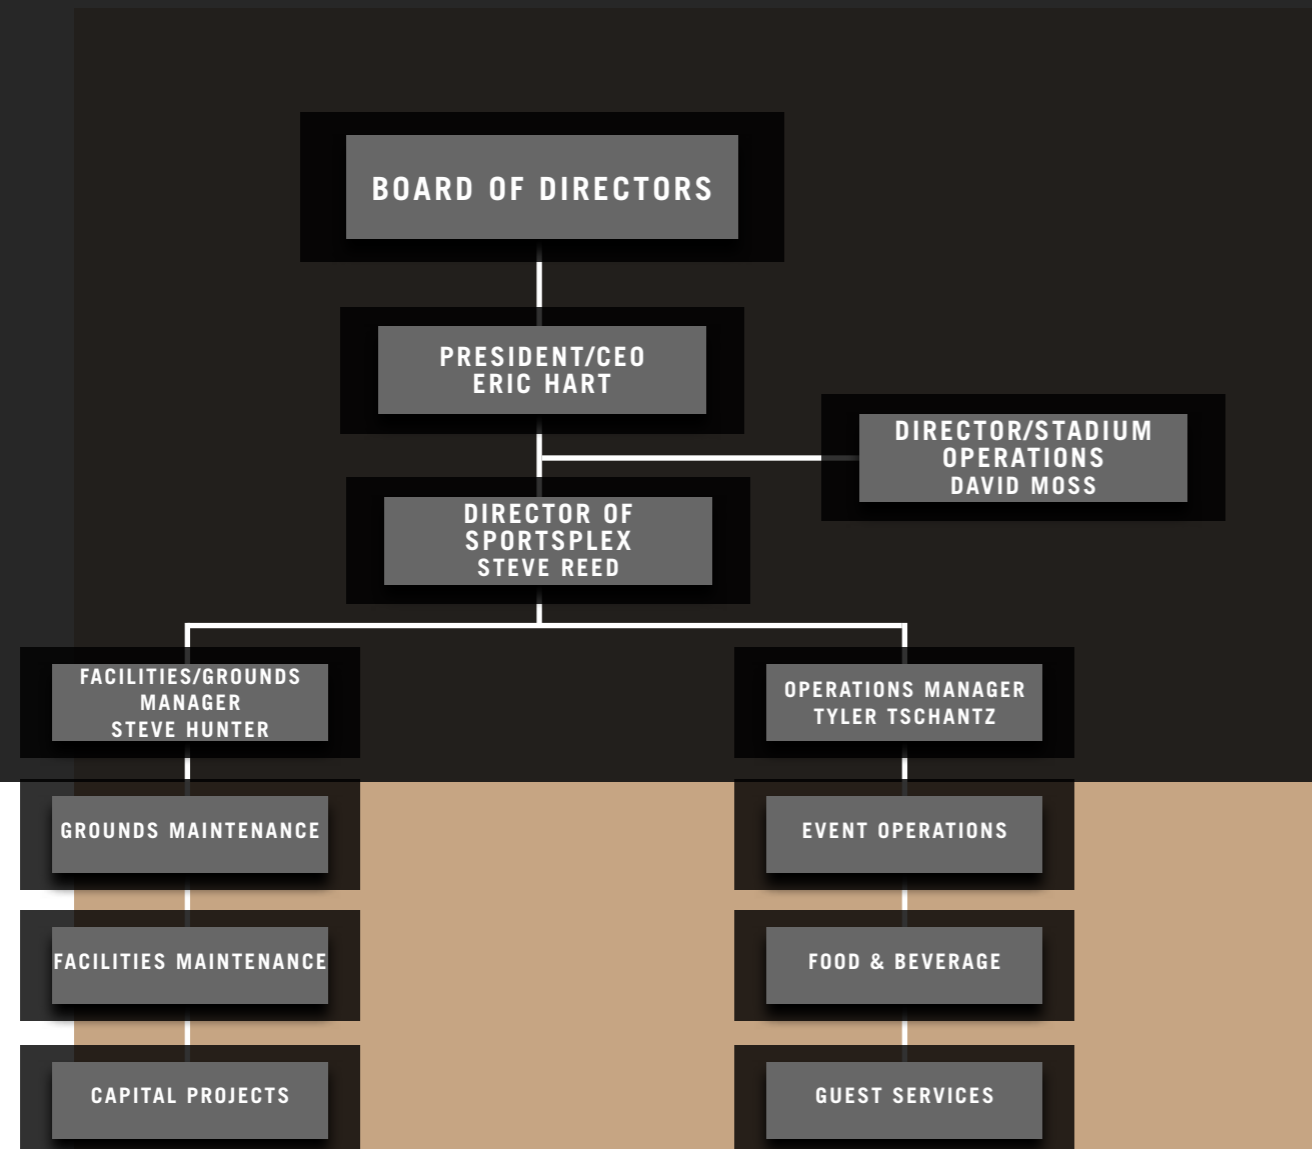 BOARD OF DIRECTORS
PRESIDENT/CEO
ERIC HART
DIRECTOR/STADIUM
OPERATIONS
DAVID MOSS
DIRECTOR OF
SPORTSPLEX
STEVE REED
FACILITIES/GROUNDS
MANAGER
STEVE HUNTER
OPERATIONS MANAGER
TYLER TSCHANTZ
GROUNDS MAINTENANCE
EVENT OPERATIONS
FACILITIES MAINTENANCE
FOOD & BEVERAGE
CAPITAL PROJECTS
GUEST SERVICES